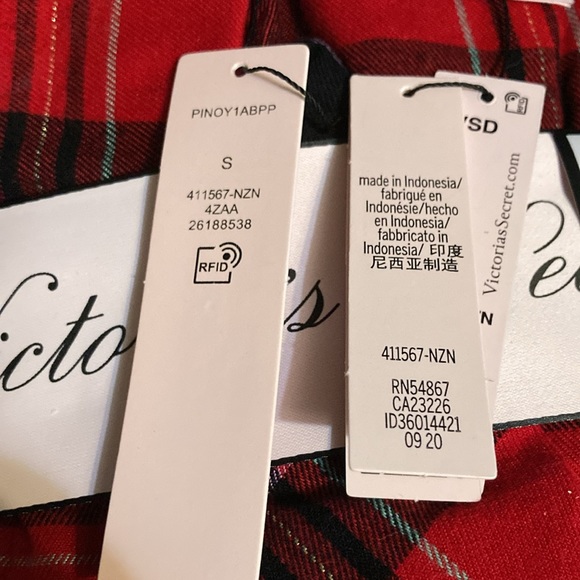 PINOY1ABPP
S
411567-NZN
4ZAA
26188538
RFID
made in Indonesia/
fabriqué en
Indonésie/hecho
en Indonesia/
fabbricato in
Indonesia/ 印度
尼西亚制造
411567-NZN
RN54867
CA23226
ID36014421
09 20
/SD
VictoriasSecret.com